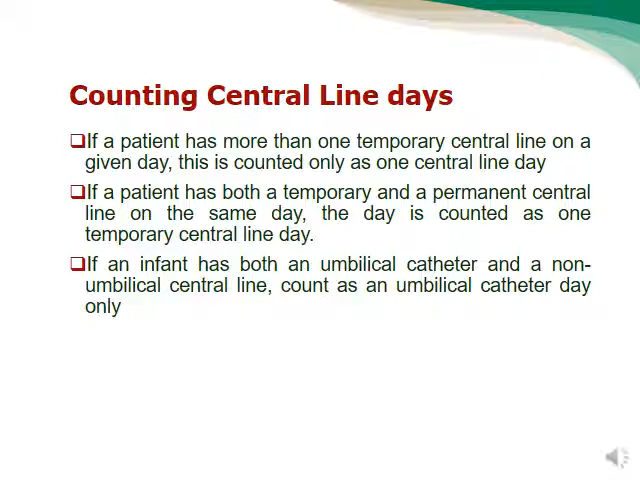 Counting Central Line days
❑If a patient has more than one temporary central line on a
given day, this is counted only as one central line day
❑If a patient has both a temporary and a permanent central
line on the same day, the day is counted as one
temporary central line day.
❑If an infant has both an umbilical catheter and a non-
umbilical central line, count as an umbilical catheter day
only